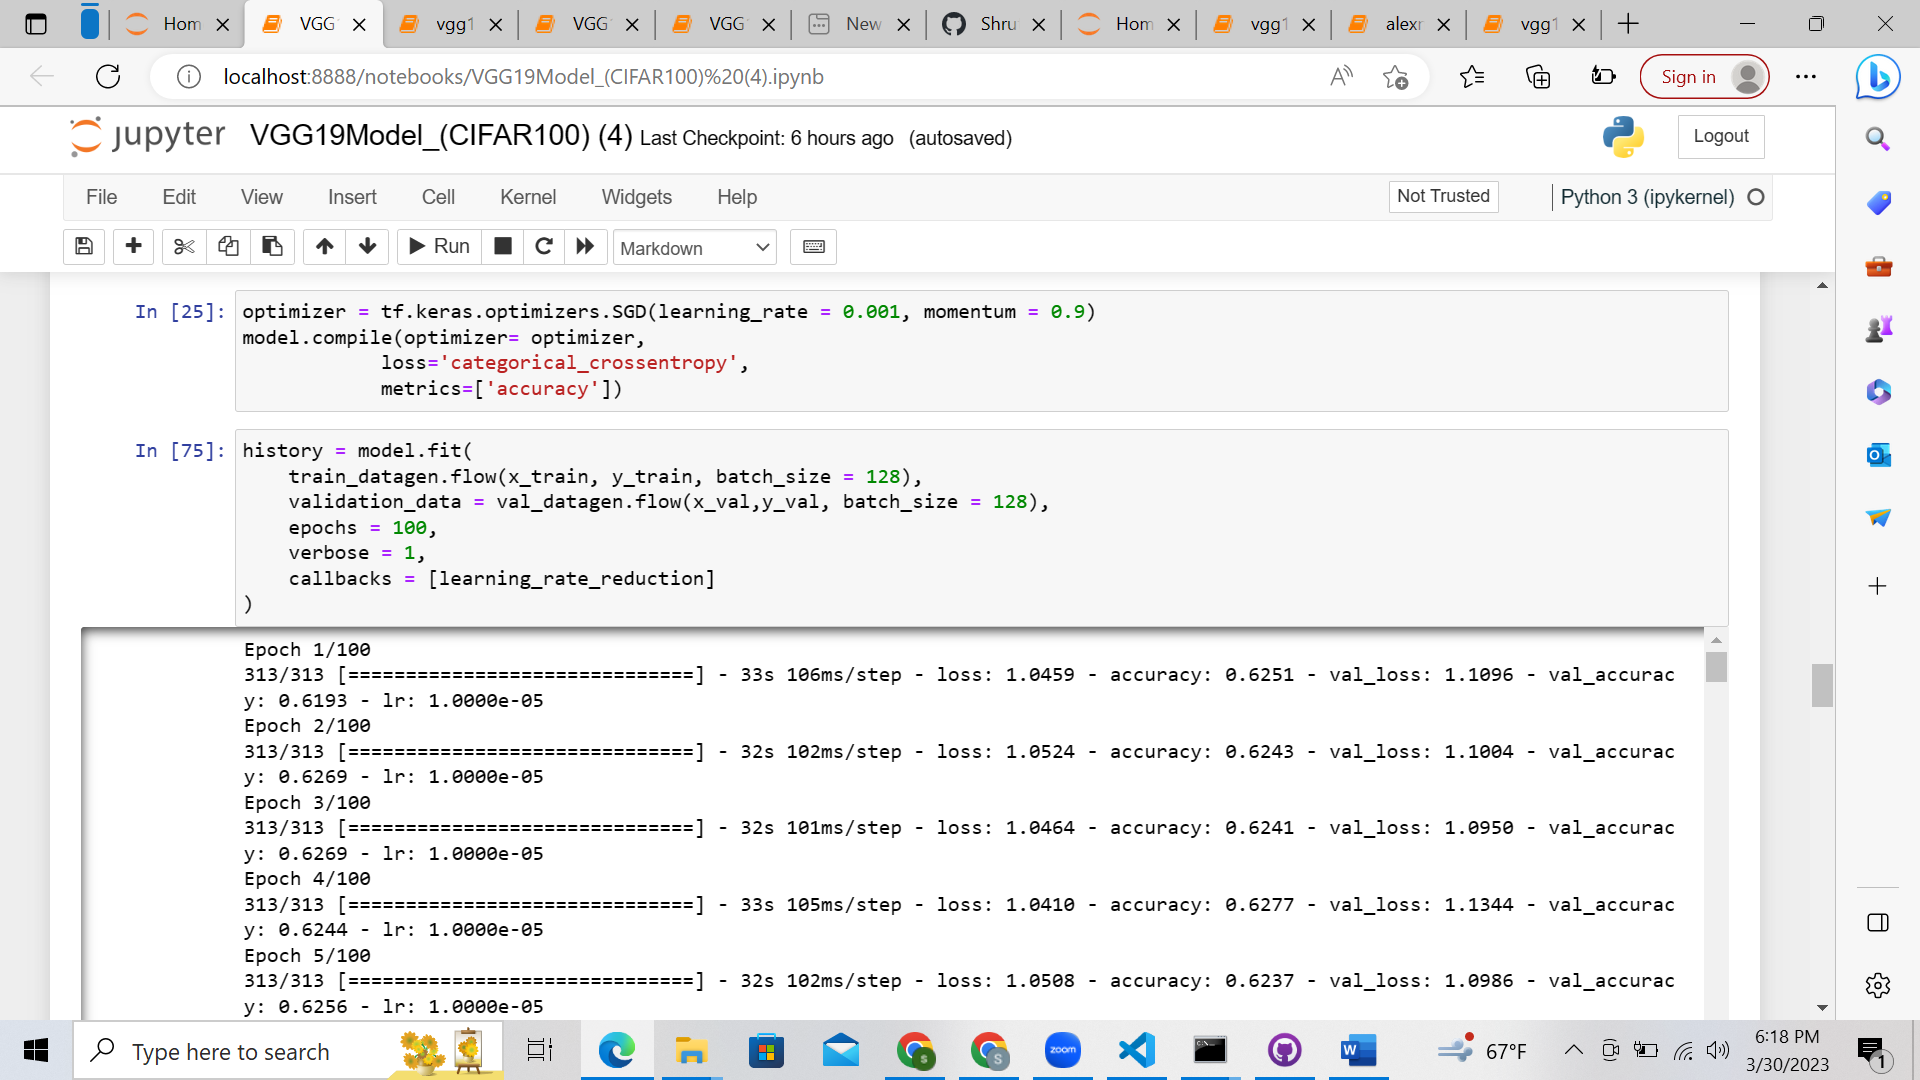 Hom
VGG
vgg1
VGG
VGG
New
Shru
Hom
vgg1
alexr
vgg1
localhost:8888/notebooks/VGG19Model_(CIFAR100)%20(4).ipynb
Sign in
jupyter VGG19Model_(CIFAR100) (4) Last Checkpoint: 6 hours ago (autosaved)
Logout
File Edit View Insert Cell Kernel Widgets Help
Not Trusted
Python 3 (ipykernel)
Run
Markdown
In [25]: optimizer = tf.keras.optimizers.SGD(learning_rate = 0.001, momentum = 0.9)
model.compile(optimizer= optimizer,
loss='categorical_crossentropy',
metrics=['accuracy'])
In [75]: history = model.fit(
train_datagen.flow(x_train, y_train, batch_size = 128),
validation_data = val_datagen.flow(x_val,y_val, batch_size = 128),
epochs = 100,
verbose = 1,
callbacks = [learning_rate_reduction]
)
Epoch 1/100
313/313 [==============================] - 33s 106ms/step - loss: 1.0459 - accuracy: 0.6251 - val_loss: 1.1096 - val_accurac
y: 0.6193 - lr: 1.0000e-05
Epoch 2/100
313/313 [==============================] - 32s 102ms/step - loss: 1.0524 - accuracy: 0.6243 - val_loss: 1.1004 - val_accurac
y: 0.6269 - lr: 1.0000e-05
Epoch 3/100
313/313 [==============================] - 32s 101ms/step - loss: 1.0464 - accuracy: 0.6241 - val_loss: 1.0950 - val_accurac
y: 0.6269 - lr: 1.0000e-05
Epoch 4/100
313/313 [==============================] - 33s 105ms/step - loss: 1.0410 - accuracy: 0.6277 - val_loss: 1.1344 - val_accurac
y: 0.6244 - lr: 1.0000e-05
Epoch 5/100
313/313 [==============================] - 32s 102ms/step - loss: 1.0508 - accuracy: 0.6237 - val_loss: 1.0986 - val_accurac
y: 0.6256 - lr: 1.0000e-05
Type here to search
zoom
67°F
6:18 PM
3/30/2023
1